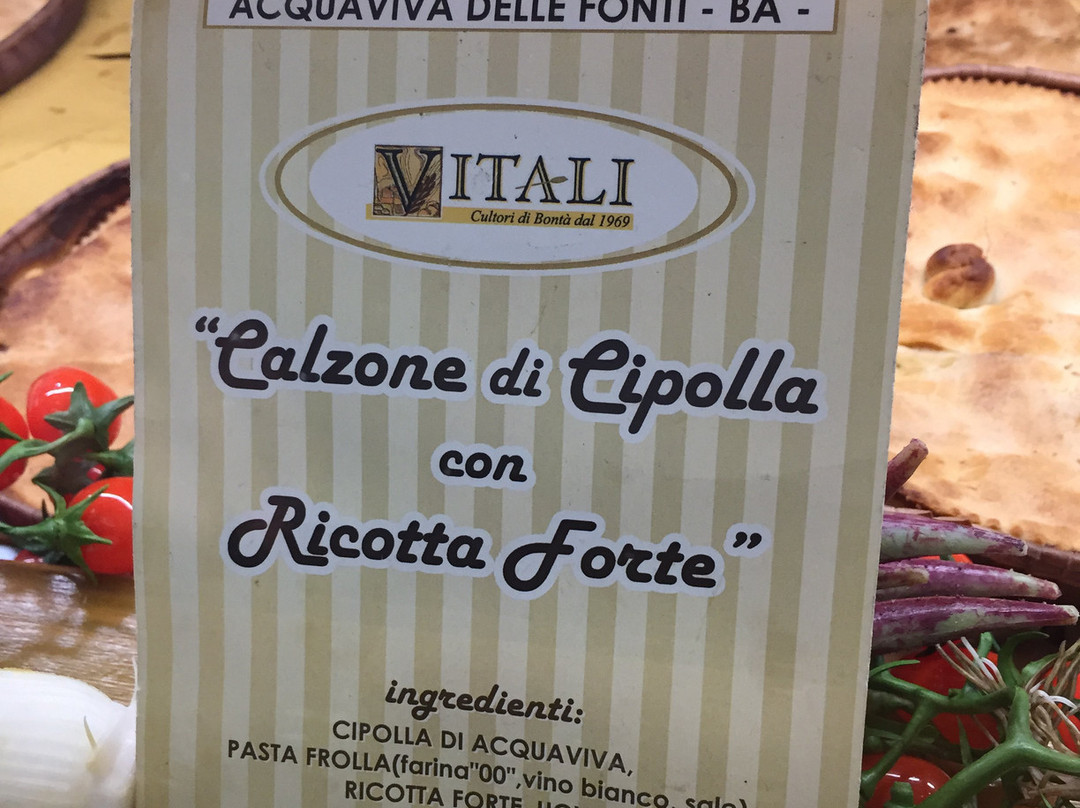 ACQUAVIVA DELLE FONTI - BA -
VITALI
Cultori di Bontà dal 1969
"Calzone di Cipolla
con
Ricotta Forte"
ingredienti:
CIPOLLA DI ACQUAVIVA,
PASTA FROLLA(farina"00",vino bianco, sale)
RICOTTA FORTE,